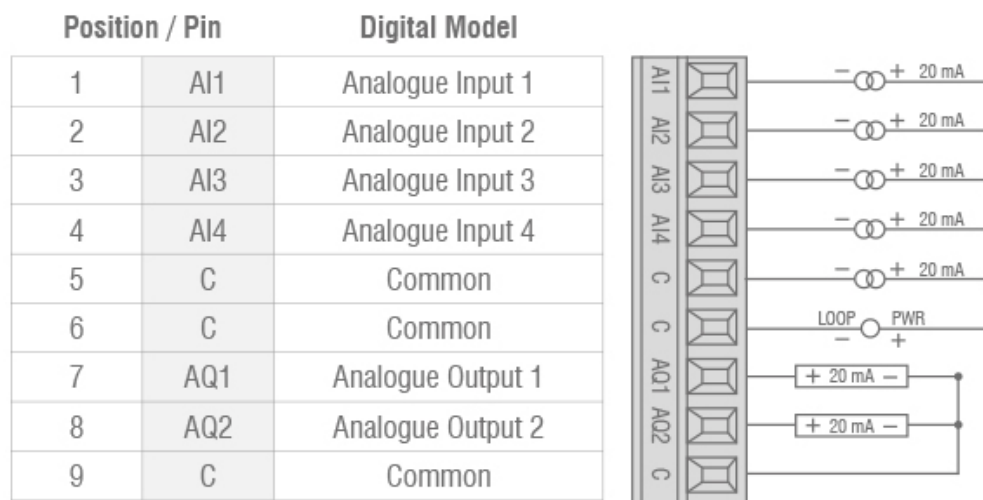 Position / Pin Digital Model
1 AI1 Analogue Input 1
2 AI2 Analogue Input 2
3 AI3 Analogue Input 3
4 AI4 Analogue Input 4
5 C Common
6 C Common
7 AQ1 Analogue Output 1
8 AQ2 Analogue Output 2
9 C Common
AI1 − + 20 mA
AI2 − + 20 mA
AI3 − + 20 mA
AI4 − + 20 mA
C − + 20 mA
C LOOP PWR
− +
AQ1 + 20 mA −
AQ2 + 20 mA −
C